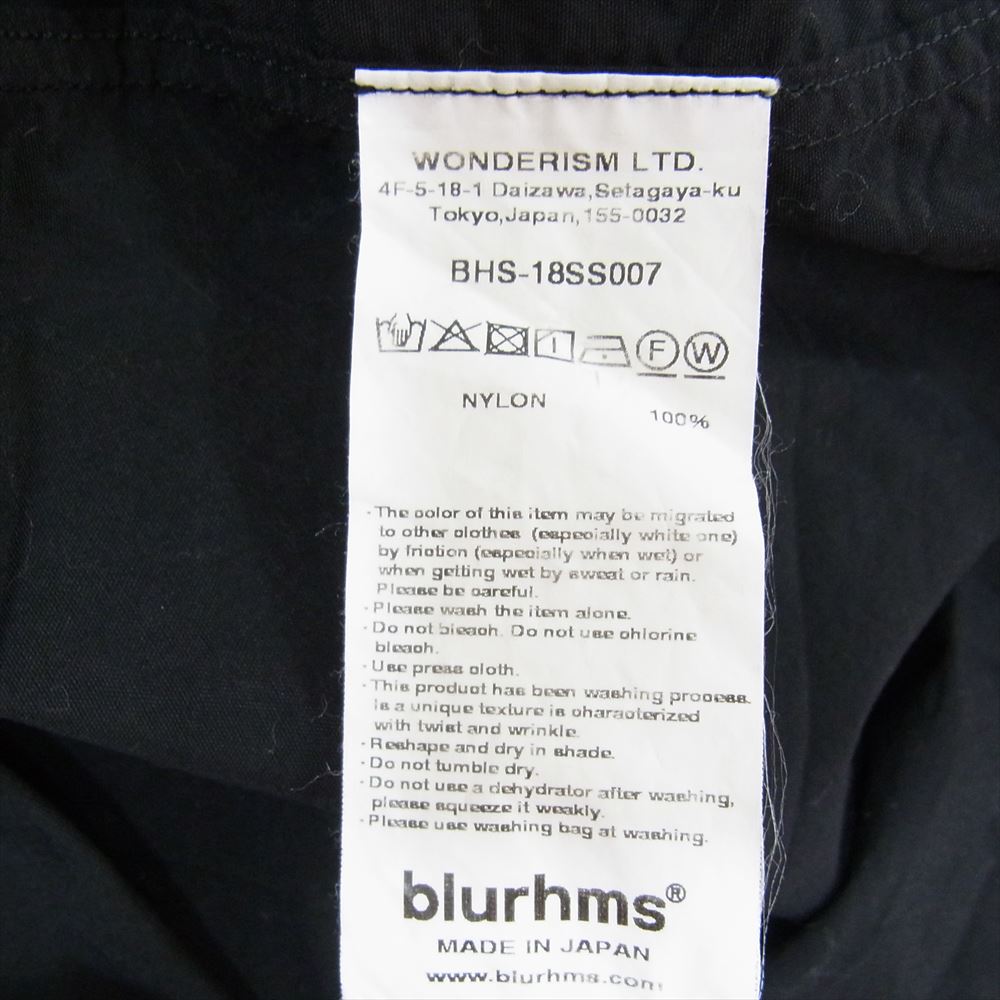 WONDERISM LTD.
4F-5-18-1 Daizawa,Setagaya-ku
Tokyo,Japan,155-0032
BHS-18SS007
F W
NYLON 100%
·The color of this item may be migrated
to other clothes (especially white one)
by friction (especially when wet) or
when getting wet by sweat or rain.
Please be careful.
·Please wash the item alone.
·Do not bleach. Do not use chlorine
bleach.
·Use press cloth.
·This product has been washing process.
Is a unique texture is characterized
with twist and wrinkle.
·Reshape and dry in shade.
·Do not tumble dry.
·Do not use a dehydrator after washing,
please squeeze it weakly.
·Please use washing bag at washing.
blurhms®
MADE IN JAPAN
www.blurhms.com